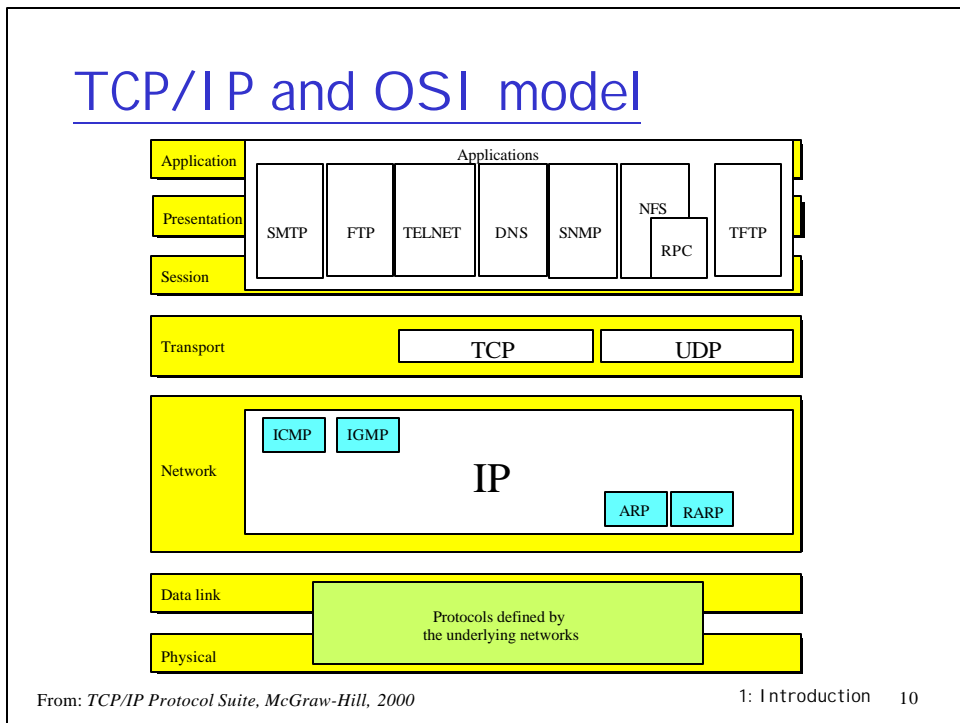 TCP/IP and OSI model
Application
Applications
Presentation
Session
SMTP
FTP
TELNET
DNS
SNMP
NFS
RPC
TFTP
Transport
TCP
UDP
Network
ICMP
IGMP
IP
ARP
RARP
Data link
Protocols defined by
the underlying networks
Physical
From: TCP/IP Protocol Suite, McGraw-Hill, 2000
1: Introduction 10